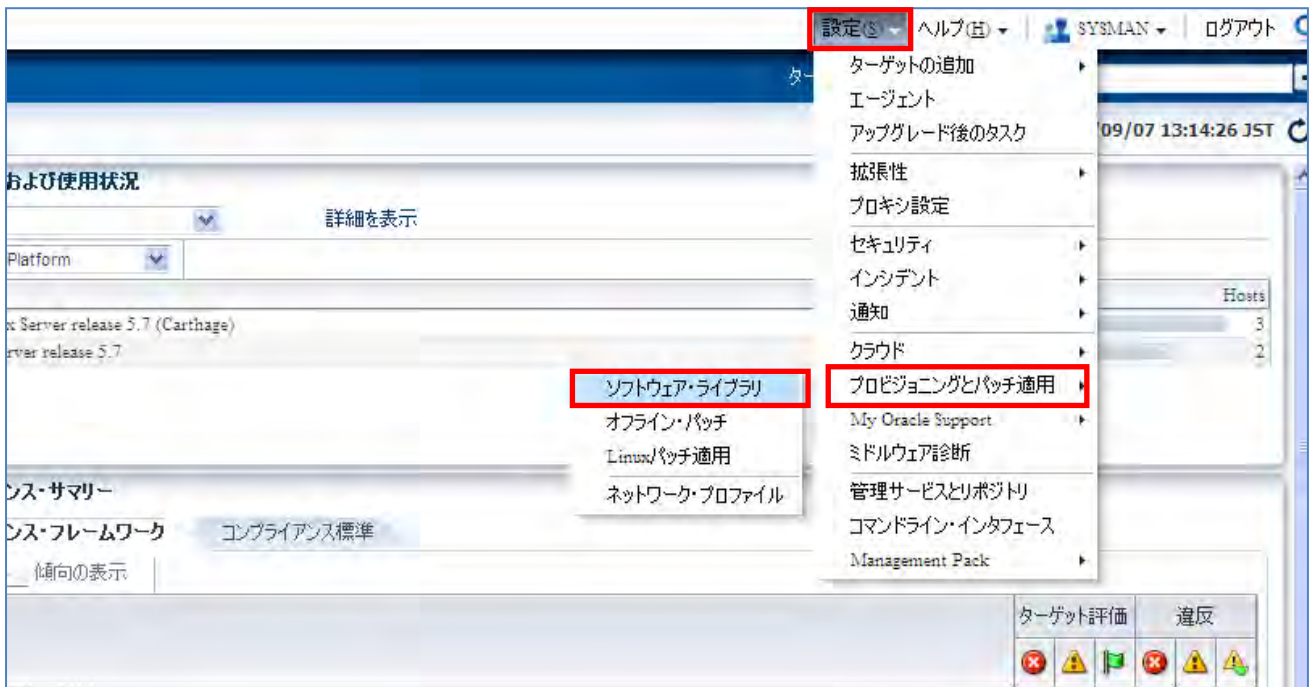 設定(S) ヘルプ(H) SYSMAN ログアウト
ター
09/07 13:14:26 JST
および使用状況
詳細を表示
Platform
Hosts
x Server release 5.7 (Carthage) 3
rver release 5.7 2
ターゲットの追加
エージェント
アップグレード後のタスク
拡張性
プロキシ設定
セキュリティ
インシデント
通知
クラウド
プロビジョニングとパッチ適用
My Oracle Support
ミドルウェア診断
管理サービスとリポジトリ
コマンドライン・インタフェース
Management Pack
ソフトウェア・ライブラリ
オフライン・パッチ
Linuxパッチ適用
ネットワーク・プロファイル
ンス・サマリー
ンス・フレームワーク コンプライアンス標準
傾向の表示
ターゲット評価 違反